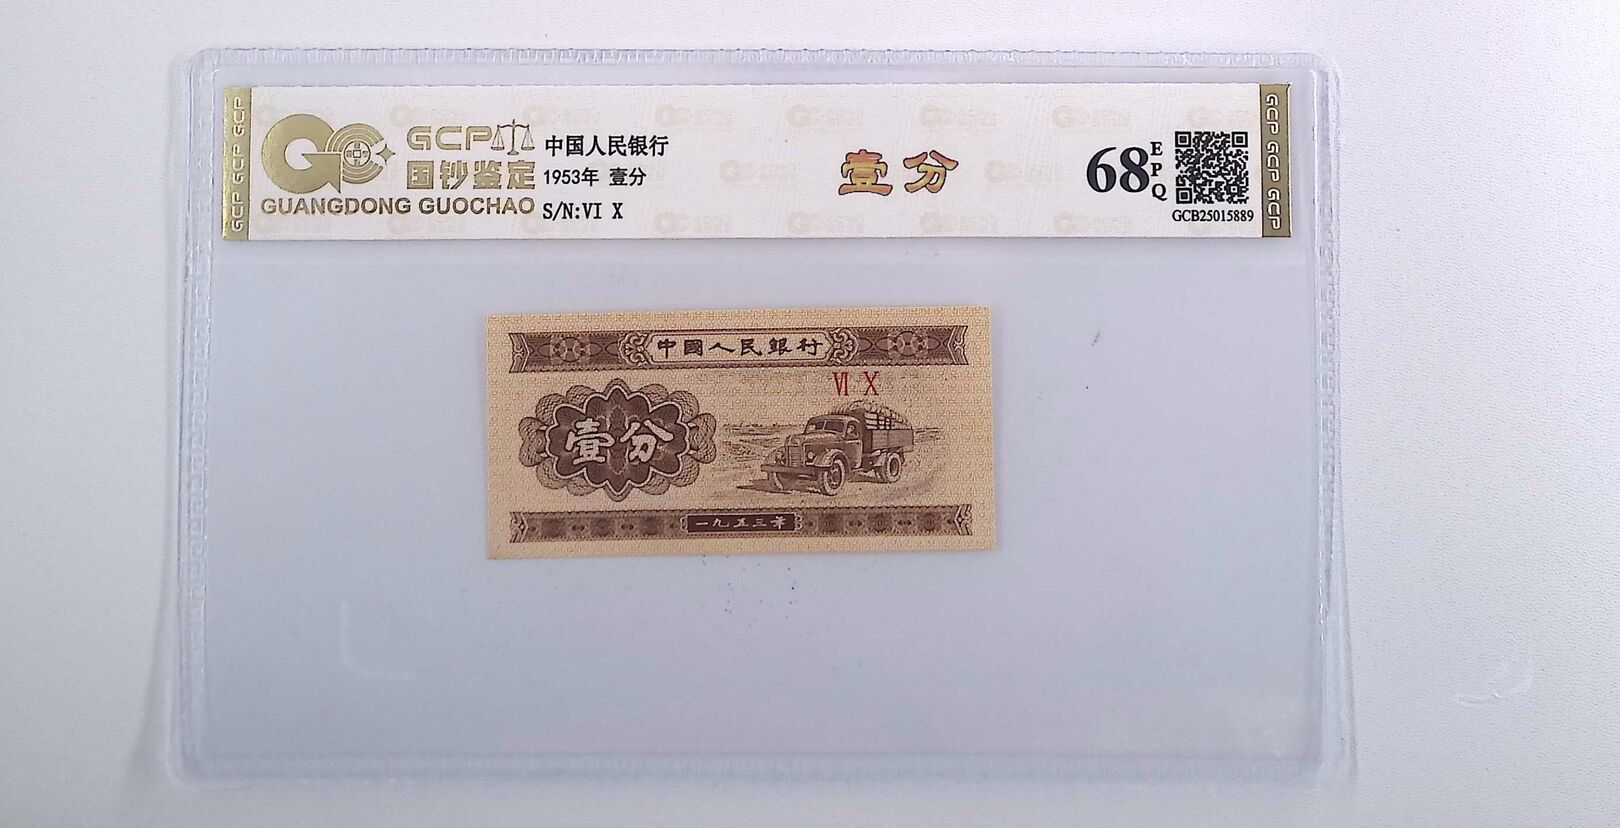 GCP GCP GCP
GCP
国钞鉴定
GUANGDONG GUOCHAO
中国人民银行
1953年 壹分
S/N:VI X
壹分
68
EPQ
GCB25015889
GCP GCP GCP
中國人民銀行
VI X
壹分
一九五三年